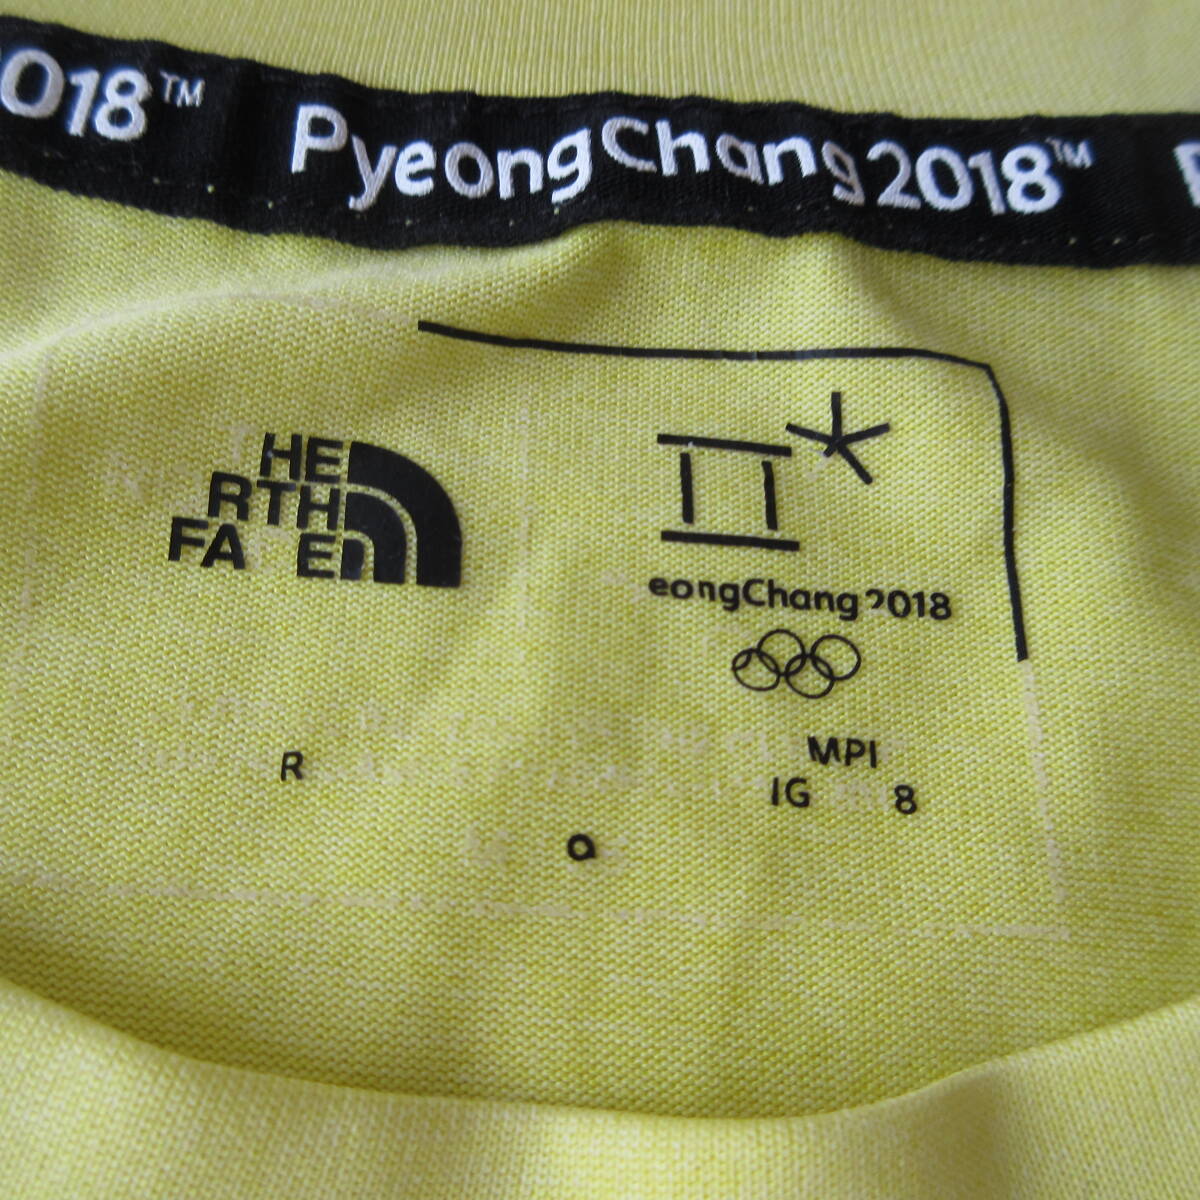 2018™ PyeongChang2018™ P
HE
RTH
FA E
eongChang2018
R
MPI
IG 8
a